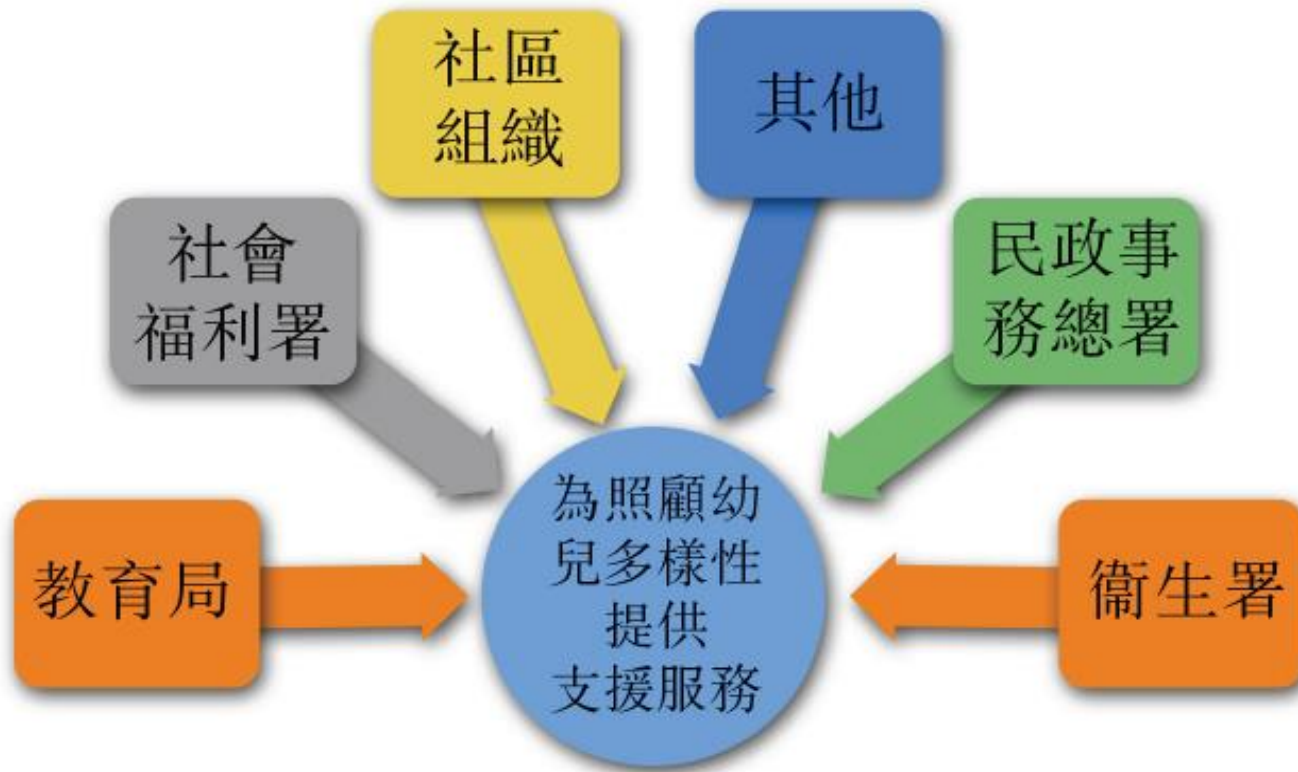 社區
組織
其他
社會
福利署
民政事
務總署
教育局
衞生署
為照顧幼
兒多樣性
提供
支援服務